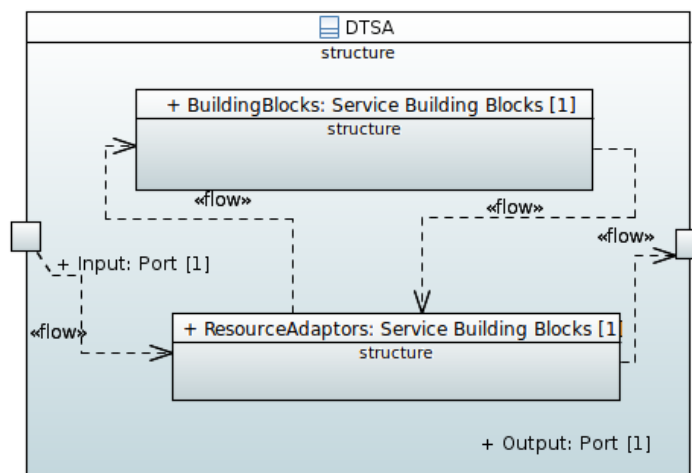 DTSA
structure
+ BuildingBlocks: Service Building Blocks [1]
structure
«flow»
«flow»
«flow»
+ Input: Port [1]
+ ResourceAdaptors: Service Building Blocks [1]
«flow»
structure
+ Output: Port [1]